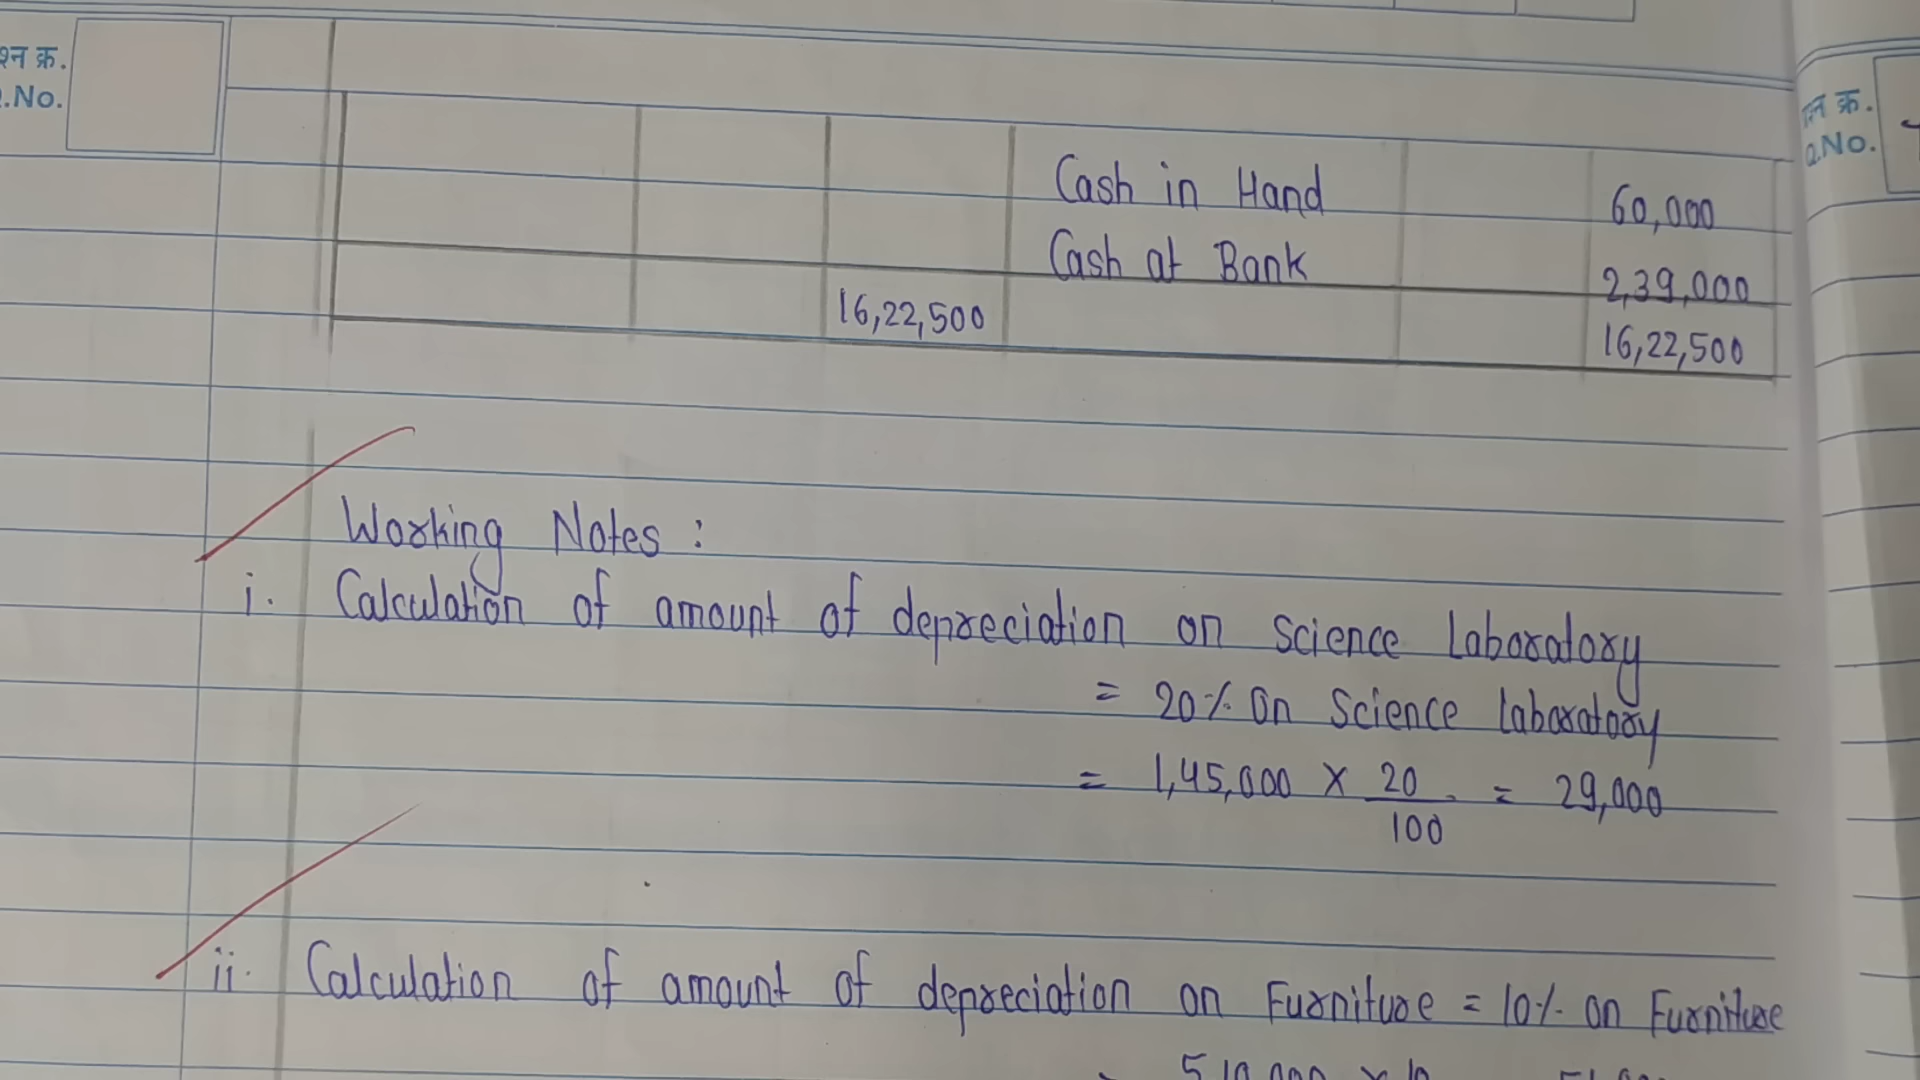 श्न क्र.
.No.
Cash in Hand 60,000
Cash at Bank 2,39,000
16,22,500 16,22,500
Working Notes :
i. Calculation of amount of depreciation on Science Laboratory
= 20% on Science laboratory
= 1,45,000 × 20/100 = 29,000
ii. Calculation of amount of depreciation on Furniture = 10% on Furniture
न क्र.
Q.No.